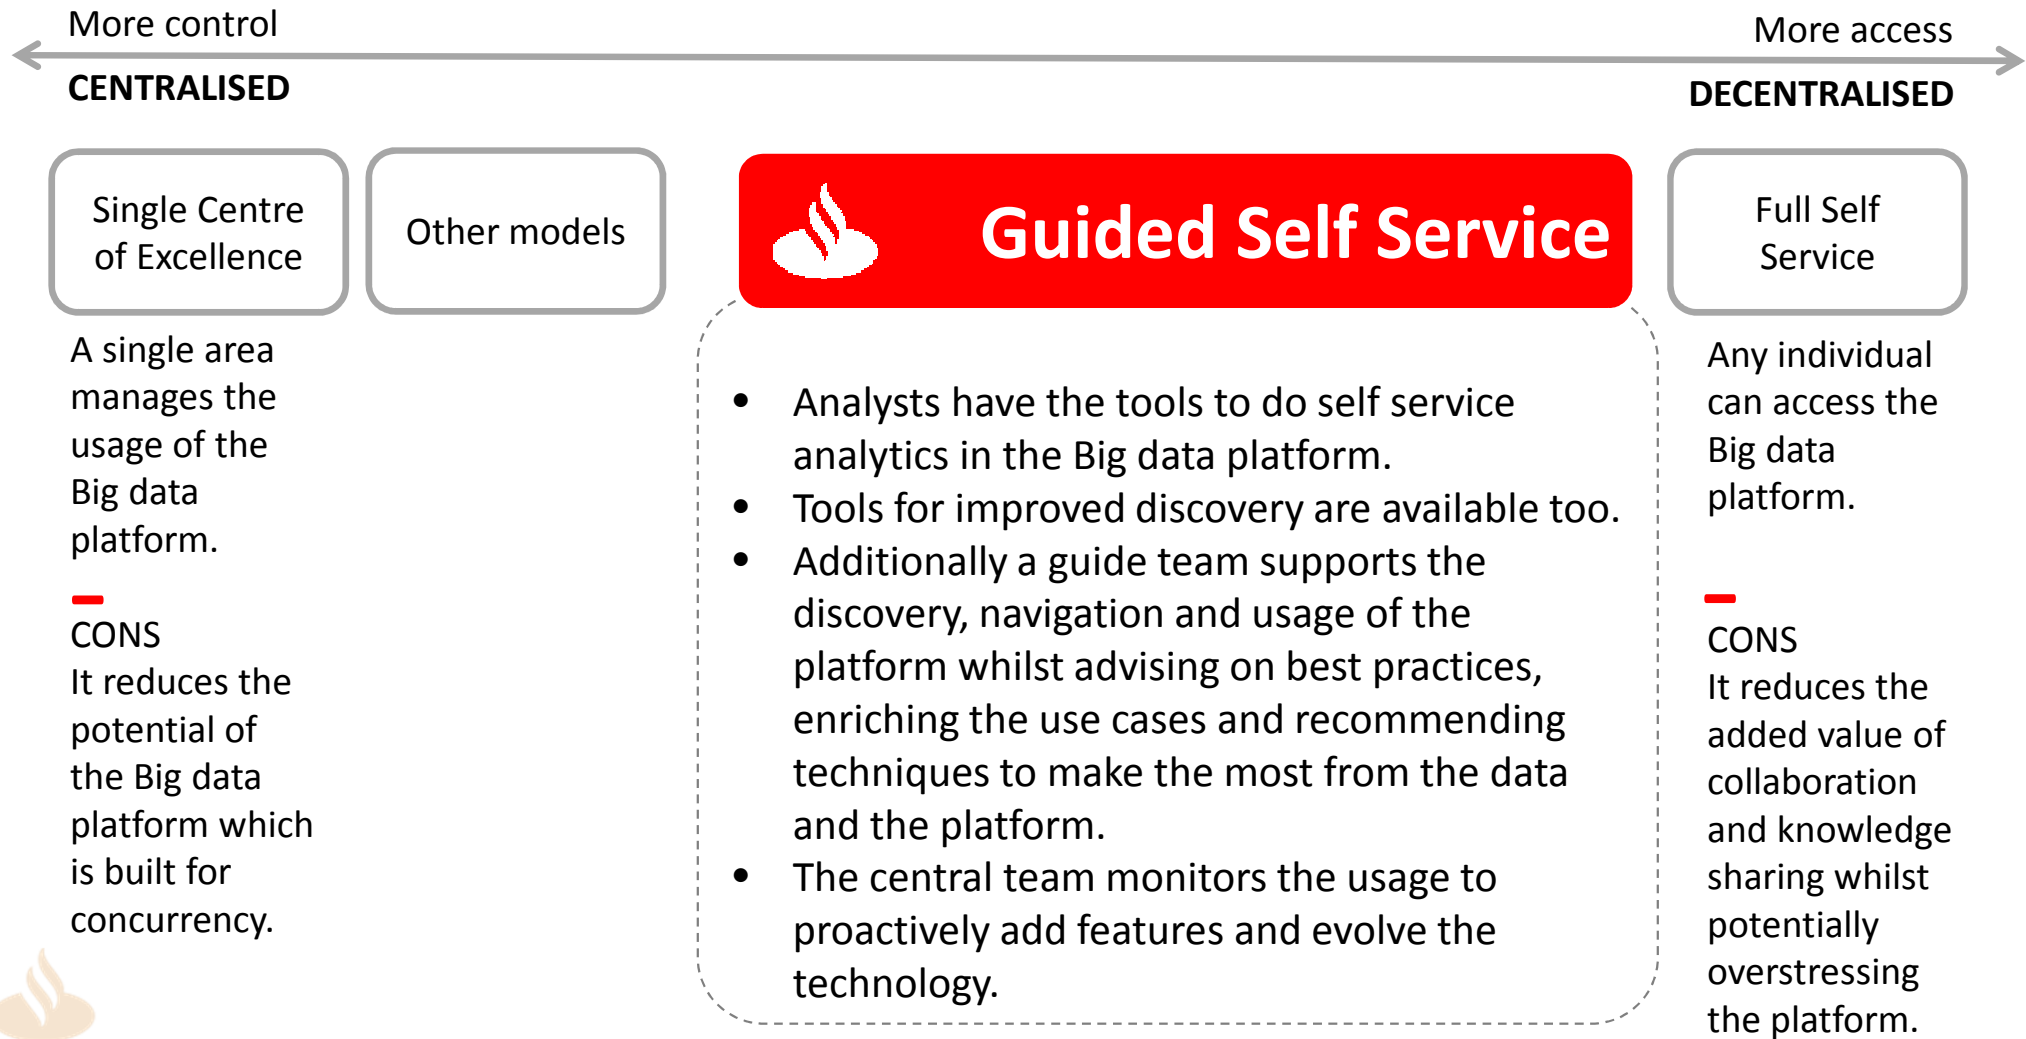 More control
More access
CENTRALISED
DECENTRALISED
Single Centre
of Excellence
Other models
Guided Self Service
Full Self
Service
A single area
manages the
usage of the
Big data
platform.
CONS
It reduces the
potential of
the Big data
platform which
is built for
concurrency.
• Analysts have the tools to do self service
analytics in the Big data platform.
• Tools for improved discovery are available too.
• Additionally a guide team supports the
discovery, navigation and usage of the
platform whilst advising on best practices,
enriching the use cases and recommending
techniques to make the most from the data
and the platform.
• The central team monitors the usage to
proactively add features and evolve the
technology.
Any individual
can access the
Big data
platform.
CONS
It reduces the
added value of
collaboration
and knowledge
sharing whilst
potentially
overstressing
the platform.